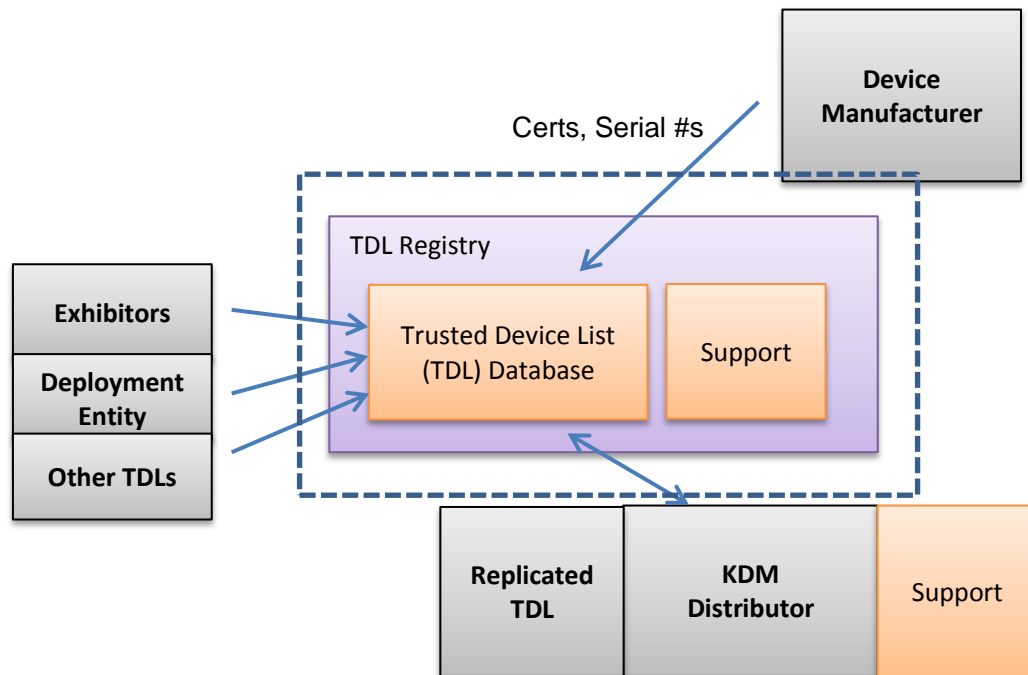 Device
Manufacturer
Certs, Serial #s
TDL Registry
Exhibitors
Deployment
Entity
Other TDLs
Trusted Device List
(TDL) Database
Support
Replicated
TDL
KDM
Distributor
Support